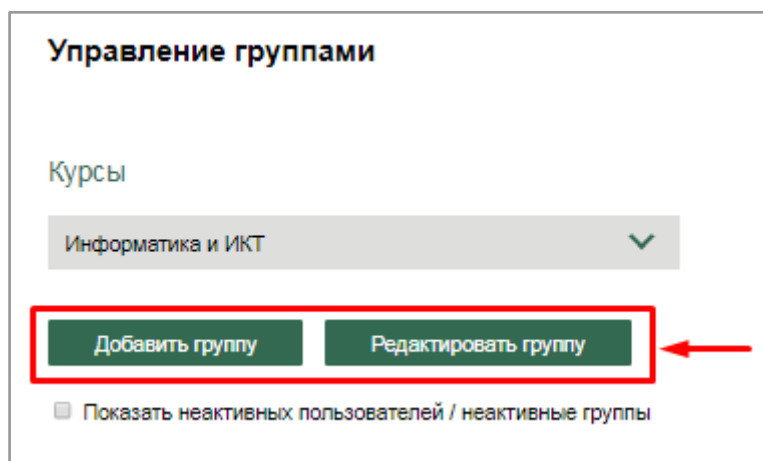 Управление группами
Курсы
Информатика и ИКТ
Добавить группу Редактировать группу
Показать неактивных пользователей / неактивные группы